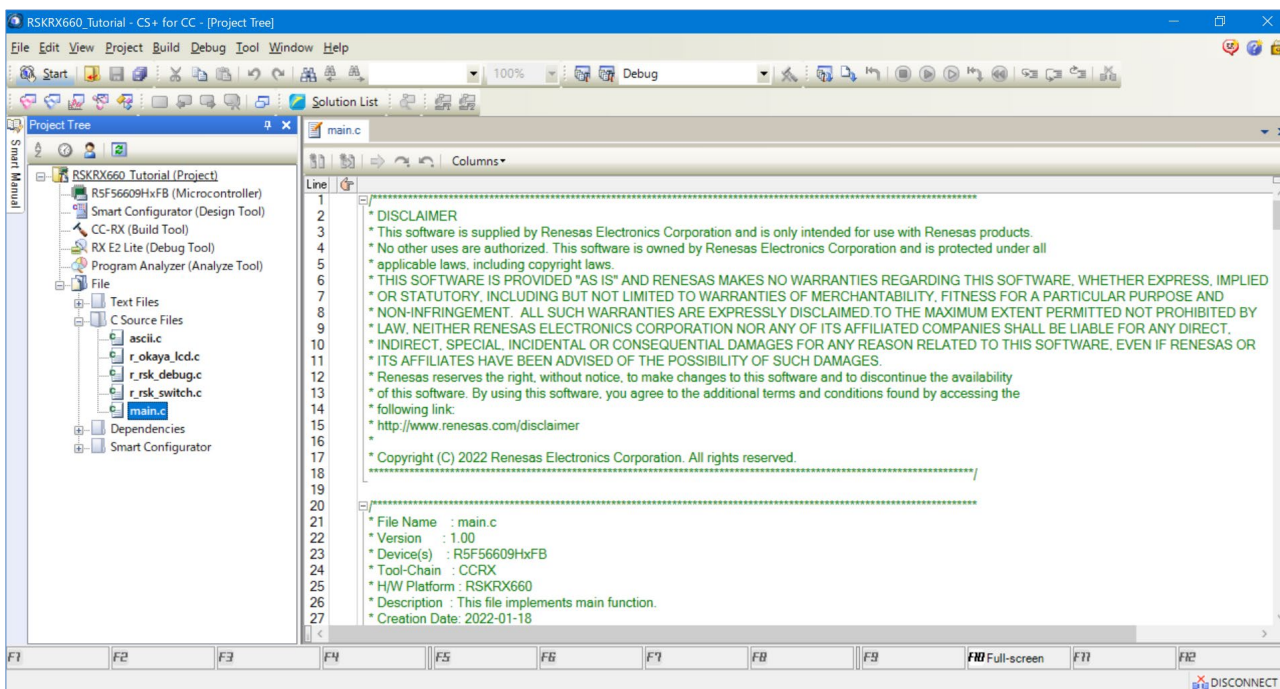 RSKRX660_Tutorial - CS+ for CC - [Project Tree]
File Edit View Project Build Debug Tool Window Help
Start 100% Debug
Solution List
Smart Manual
Project Tree
main.c
Columns
RSKRX660_Tutorial (Project)
R5F56609HxFB (Microcontroller)
Smart Configurator (Design Tool)
CC-RX (Build Tool)
RX E2 Lite (Debug Tool)
Program Analyzer (Analyze Tool)
File
Text Files
C Source Files
ascii.c
r_okaya_lcd.c
r_rsk_debug.c
r_rsk_switch.c
main.c
Dependencies
Smart Configurator
Line
1 /***********************************************************************************************************************
2 * DISCLAIMER
3 * This software is supplied by Renesas Electronics Corporation and is only intended for use with Renesas products.
4 * No other uses are authorized. This software is owned by Renesas Electronics Corporation and is protected under all
5 * applicable laws, including copyright laws.
6 * THIS SOFTWARE IS PROVIDED "AS IS" AND RENESAS MAKES NO WARRANTIES REGARDING THIS SOFTWARE, WHETHER EXPRESS, IMPLIED
7 * OR STATUTORY, INCLUDING BUT NOT LIMITED TO WARRANTIES OF MERCHANTABILITY, FITNESS FOR A PARTICULAR PURPOSE AND
8 * NON-INFRINGEMENT.  ALL SUCH WARRANTIES ARE EXPRESSLY DISCLAIMED.TO THE MAXIMUM EXTENT PERMITTED NOT PROHIBITED BY
9 * LAW, NEITHER RENESAS ELECTRONICS CORPORATION NOR ANY OF ITS AFFILIATED COMPANIES SHALL BE LIABLE FOR ANY DIRECT,
10 * INDIRECT, SPECIAL, INCIDENTAL OR CONSEQUENTIAL DAMAGES FOR ANY REASON RELATED TO THIS SOFTWARE, EVEN IF RENESAS OR
11 * ITS AFFILIATES HAVE BEEN ADVISED OF THE POSSIBILITY OF SUCH DAMAGES.
12 * Renesas reserves the right, without notice, to make changes to this software and to discontinue the availability
13 * of this software. By using this software, you agree to the additional terms and conditions found by accessing the
14 * following link:
15 * http://www.renesas.com/disclaimer
16 *
17 * Copyright (C) 2022 Renesas Electronics Corporation. All rights reserved.
18 ***********************************************************************************************************************/
19
20 /***********************************************************************************************************************
21 * File Name   : main.c
22 * Version     : 1.00
23 * Device(s)   : R5F56609HxFB
24 * Tool-Chain  : CCRX
25 * H/W Platform : RSKRX660
26 * Description  : This file implements main function.
27 * Creation Date: 2022-01-18
F1 F2 F3 F4 F5 F6 F7 F8 F9 F10 Full-screen F11 F12
DISCONNECT